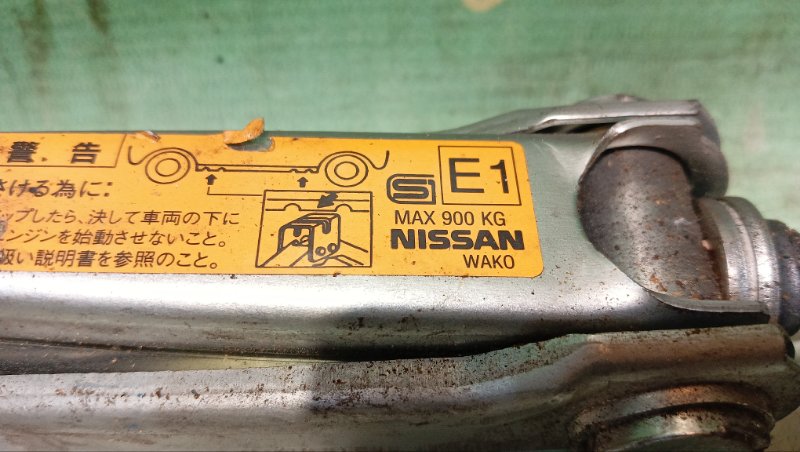 警告
ける為に:
ップしたら、決して車両の下に
エンジンを始動させないこと。
扱い説明書を参照のこと。
E1
MAX 900 KG
NISSAN
WAKO